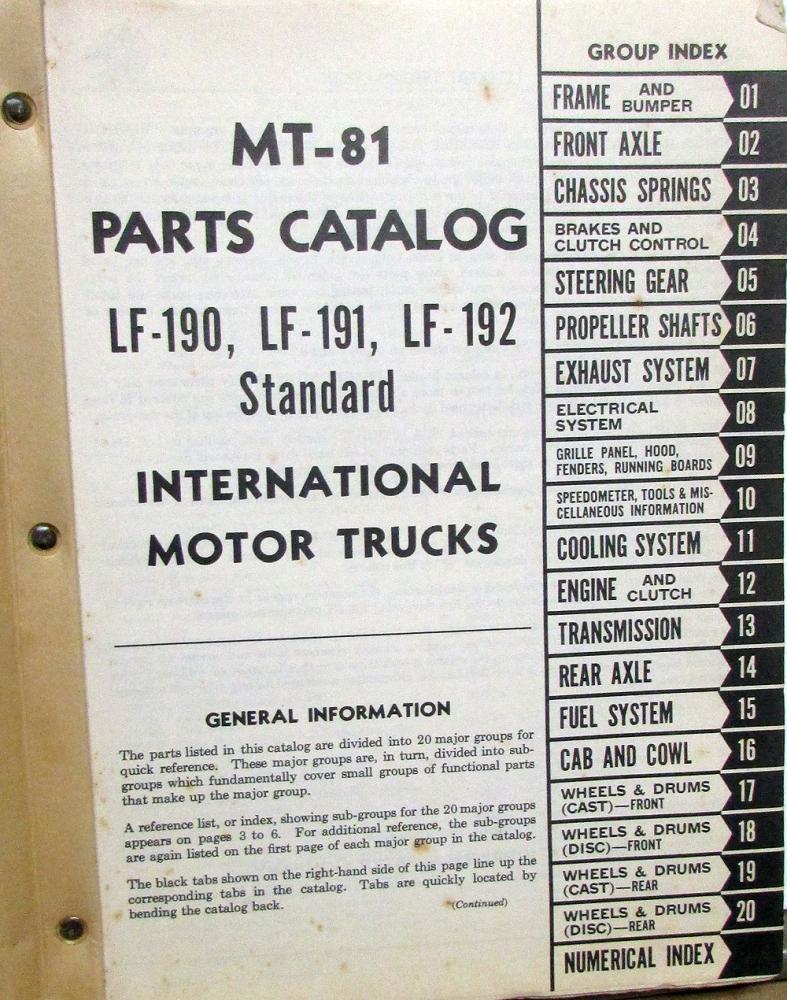 MT-81
PARTS CATALOG
LF-190, LF-191, LF-192
Standard
INTERNATIONAL
MOTOR TRUCKS
GENERAL INFORMATION
The parts listed in this catalog are divided into 20 major groups for
quick reference. These major groups are, in turn, divided into sub-
groups which fundamentally cover small groups of functional parts
that make up the major group.
A reference list, or index, showing sub-groups for the 20 major groups
appears on pages 3 to 6. For additional reference, the sub-groups
are again listed on the first page of each major group in the catalog.
The black tabs shown on the right-hand side of this page line up the
corresponding tabs in the catalog. Tabs are quickly located by
bending the catalog back.
(Continued)
GROUP INDEX
FRAME AND BUMPER 01
FRONT AXLE 02
CHASSIS SPRINGS 03
BRAKES AND
CLUTCH CONTROL 04
STEERING GEAR 05
PROPELLER SHAFTS 06
EXHAUST SYSTEM 07
ELECTRICAL
SYSTEM 08
GRILLE PANEL, HOOD,
FENDERS, RUNNING BOARDS 09
SPEEDOMETER, TOOLS & MIS-
CELLANEOUS INFORMATION 10
COOLING SYSTEM 11
ENGINE AND CLUTCH 12
TRANSMISSION 13
REAR AXLE 14
FUEL SYSTEM 15
CAB AND COWL 16
WHEELS & DRUMS
(CAST)—FRONT 17
WHEELS & DRUMS
(DISC)—FRONT 18
WHEELS & DRUMS
(CAST)—REAR 19
WHEELS & DRUMS
(DISC)—REAR 20
NUMERICAL INDEX